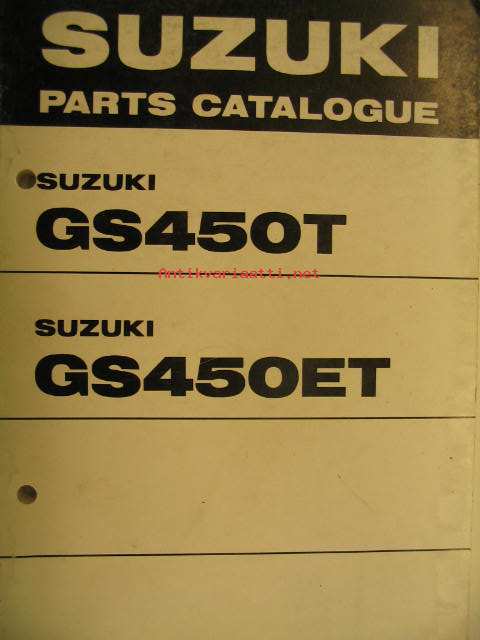 SUZUKI
PARTS CATALOGUE
SUZUKI
GS450T
Antikvariaatti.net
SUZUKI
GS450ET